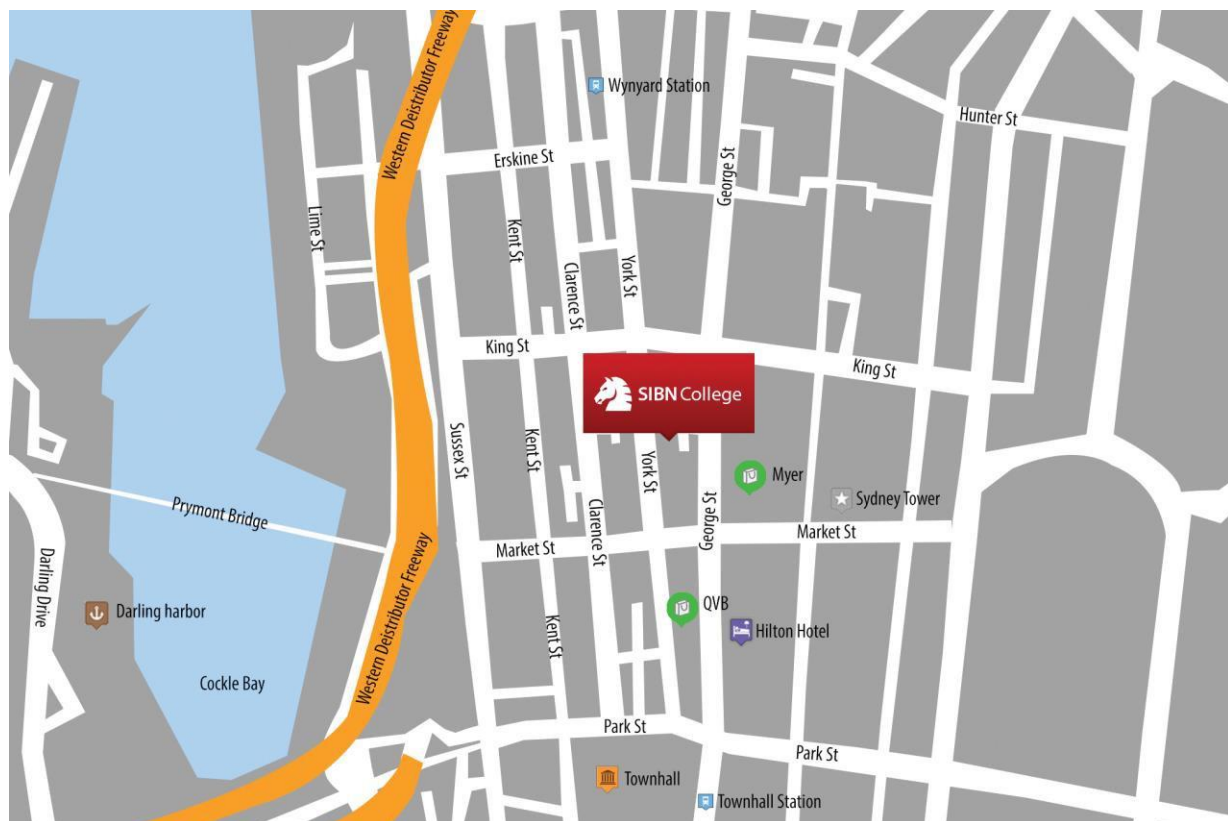 Western Deistributor Freeway
Wynyard Station
Hunter St
Erskine St
George St
Lime St
Kent St
Clarence St
York St
King St
King St
SIBN College
Sussex St
Kent St
York St
Myer
Sydney Tower
Prymont Bridge
Clarence St
George St
Market St
Market St
Darling Drive
Darling harbor
Western Deistributor Freeway
QVB
Hilton Hotel
Kent St
Cockle Bay
Park St
Park St
Townhall
Townhall Station